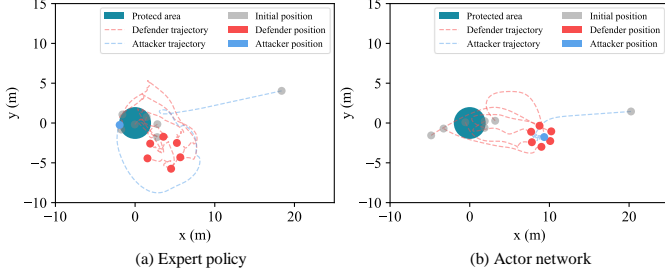 15
10
5
0
−5
−10
y (m)
−10
0
10
20
x (m)
Protecd area
Defender trajectory
Attacker trajectory
Initial position
Defender position
Attacker position
(a) Expert policy
15
10
5
0
−5
−10
y (m)
−10
0
10
20
x (m)
Protecd area
Defender trajectory
Attacker trajectory
Initial position
Defender position
Attacker position
(b) Actor network